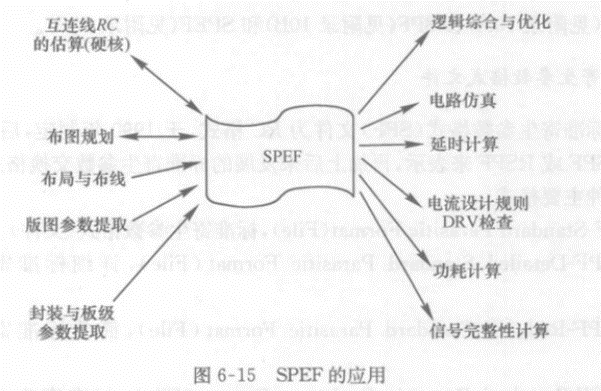 互连线RC
的估算(硬核)
布图规划
布局与布线
版图参数提取
封装与板级
参数提取
SPEF
逻辑综合与优化
电路仿真
延时计算
电流设计规则
DRV检查
功耗计算
信号完整性计算
图 6-15 SPEF 的应用